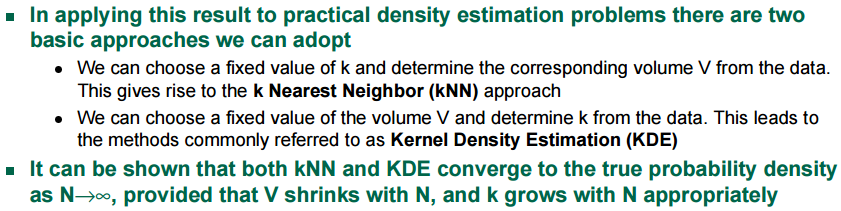 ▪ In applying this result to practical density estimation problems there are two
basic approaches we can adopt
• We can choose a fixed value of k and determine the corresponding volume V from the data.
This gives rise to the k Nearest Neighbor (kNN) approach
• We can choose a fixed value of the volume V and determine k from the data. This leads to
the methods commonly referred to as Kernel Density Estimation (KDE)
▪ It can be shown that both kNN and KDE converge to the true probability density
as N→∞, provided that V shrinks with N, and k grows with N appropriately